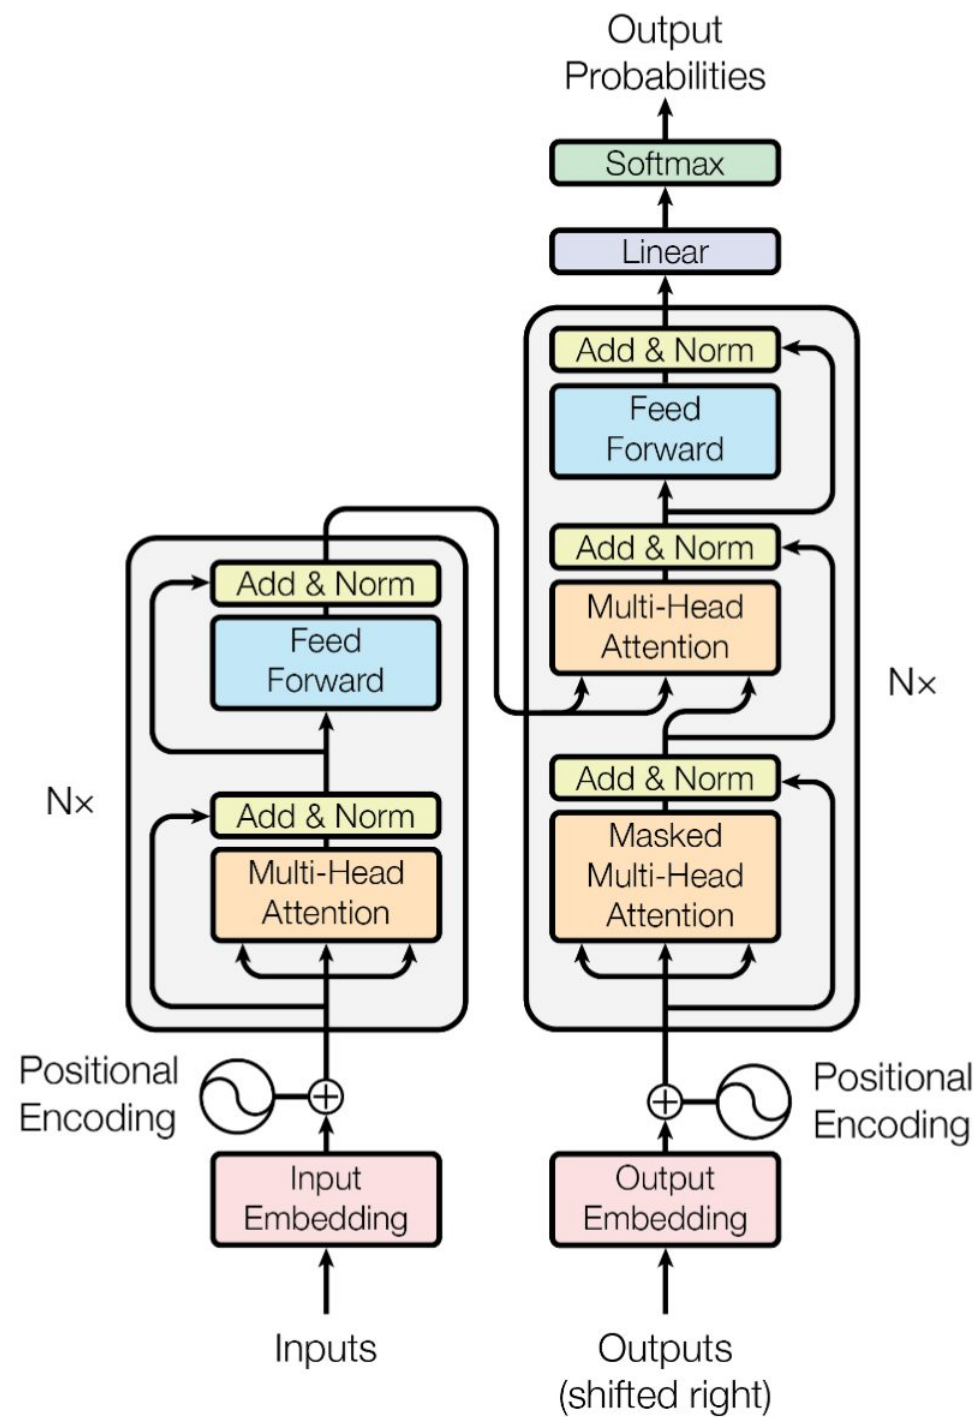 Output
Probabilities
Softmax
Linear
Add & Norm
Feed
Forward
Add & Norm
Multi-Head
Attention
Nx
Add & Norm
Masked
Multi-Head
Attention
Add & Norm
Feed
Forward
Nx
Add & Norm
Multi-Head
Attention
Positional
Encoding
Positional
Encoding
Input
Embedding
Output
Embedding
Inputs
Outputs
(shifted right)